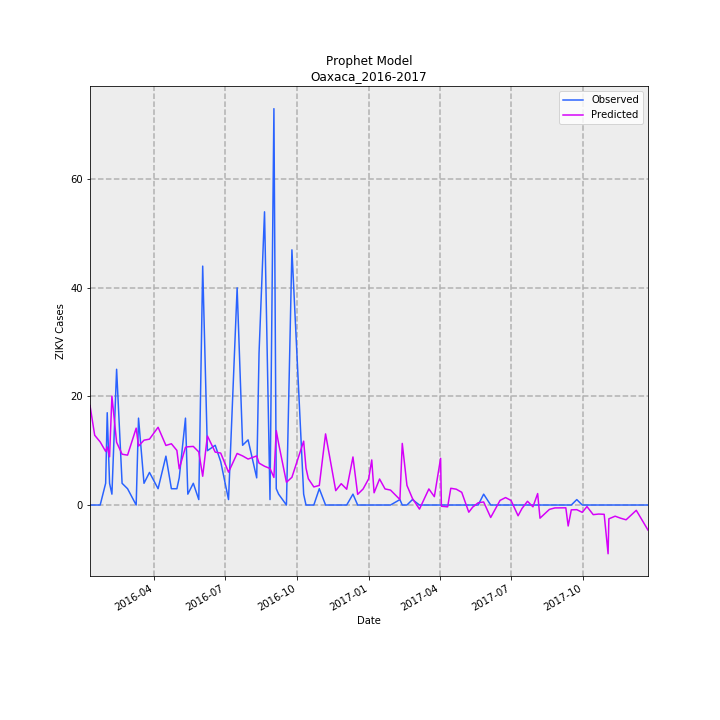 Prophet Model
Oaxaca_2016-2017
Observed
Predicted
60
40
20
0
ZIKV Cases
2016-04
2016-07
2016-10
2017-01
2017-04
2017-07
2017-10
Date